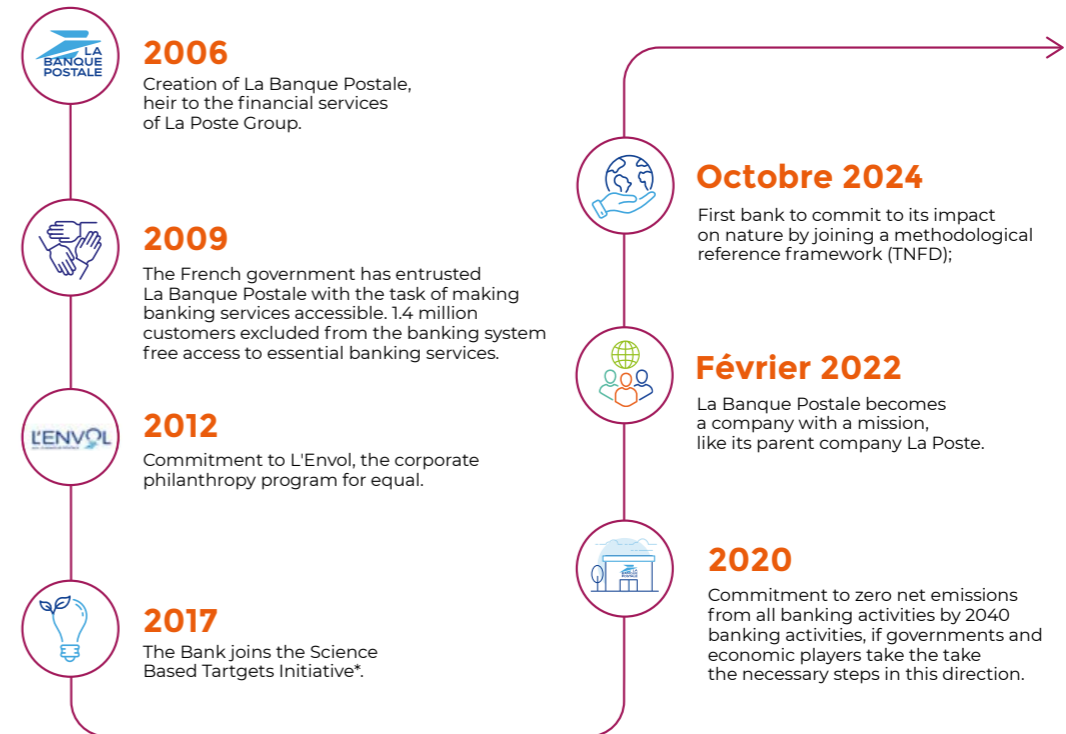 LA
BANQUE
POSTALE
2006
Creation of La Banque Postale,
heir to the financial services
of La Poste Group.
2009
The French government has entrusted
La Banque Postale with the task of making
banking services accessible. 1.4 million
customers excluded from the banking system
free access to essential banking services.
L'ENVOL
2012
Commitment to L'Envol, the corporate
philanthropy program for equal.
2017
The Bank joins the Science
Based Tartgets Initiative*.
2020
Commitment to zero net emissions
from all banking activities by 2040
banking activities, if governments and
economic players take the take
the necessary steps in this direction.
LA
BANQUE
POSTALE
Février 2022
La Banque Postale becomes
a company with a mission,
like its parent company La Poste.
Octobre 2024
First bank to commit to its impact
on nature by joining a methodological
reference framework (TNFD);